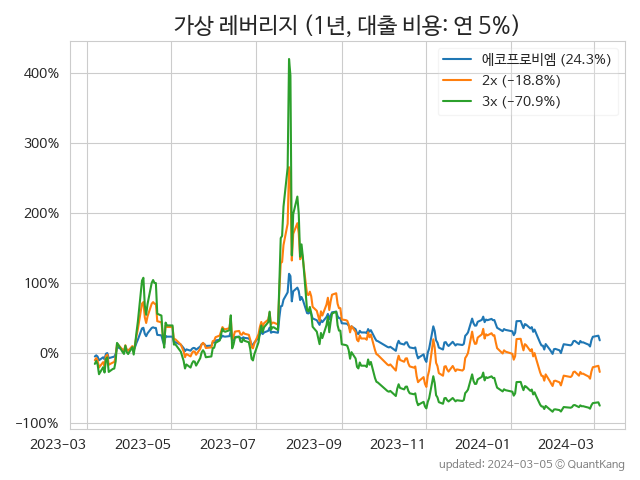 가상 레버리지 (1년, 대출 비용: 연 5%)
에코프로비엠 (24.3%)
2x (−18.8%)
3x (−70.9%)
400%
300%
200%
100%
0%
−100%
2023-03 2023-05 2023-07 2023-09 2023-11 2024-01 2024-03
updated: 2024-03-05 © QuantKang